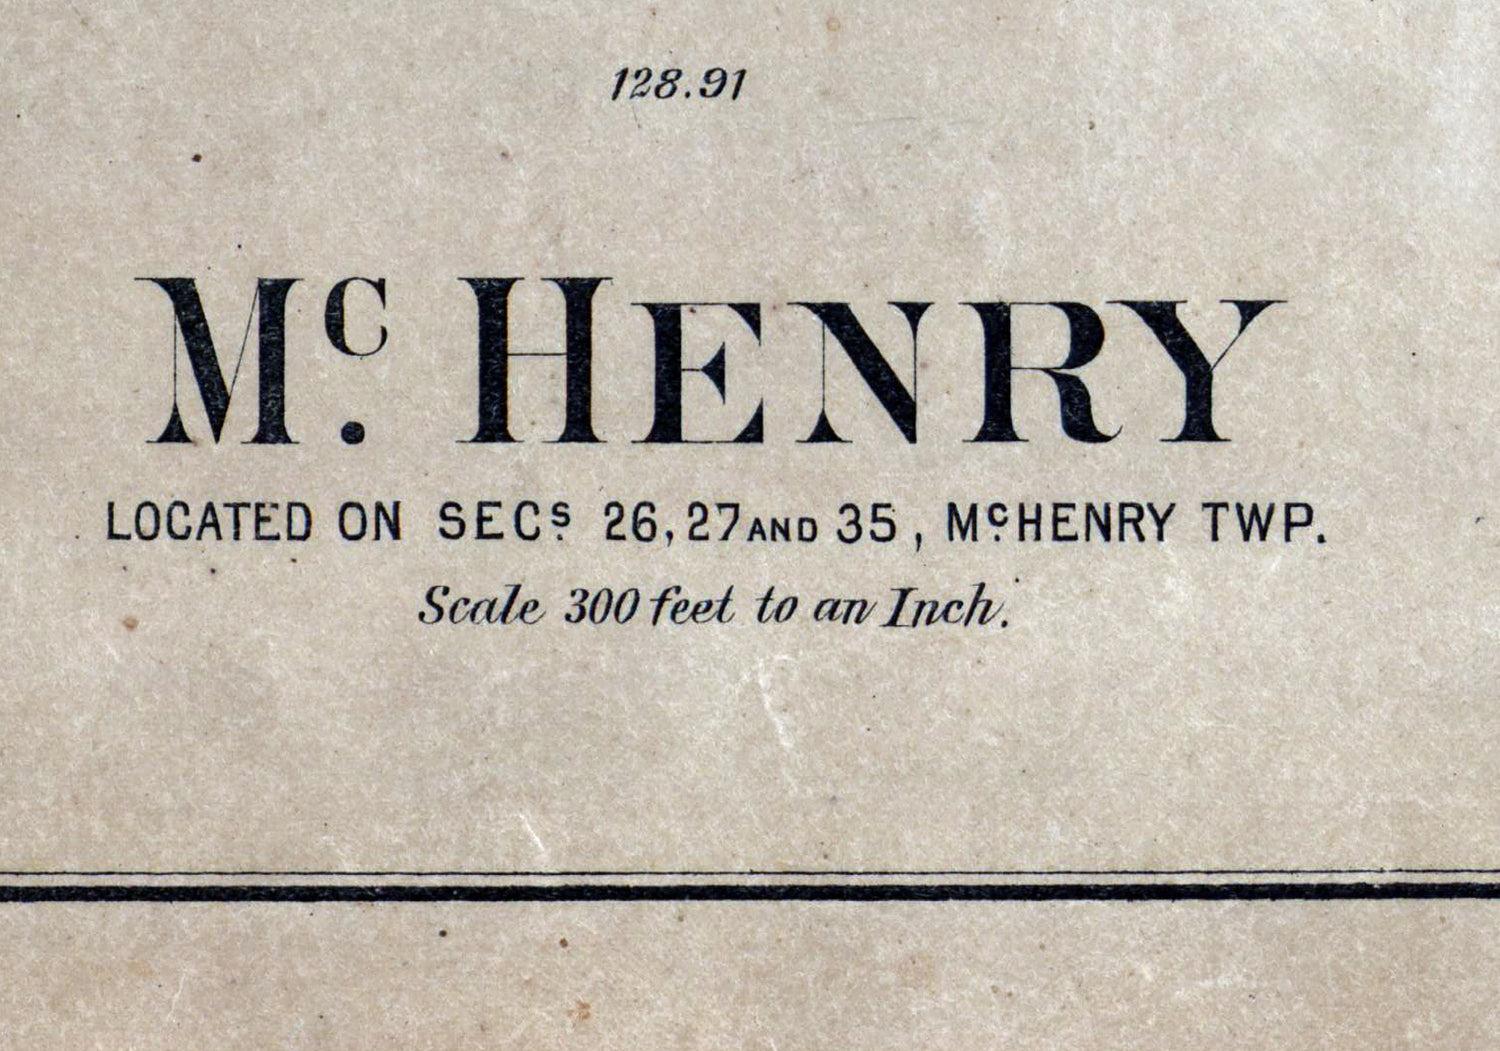 128.91
Mc. HENRY
LOCATED ON SECs. 26, 27 AND 35, McHENRY TWP.
Scale 300 feet to an Inch.